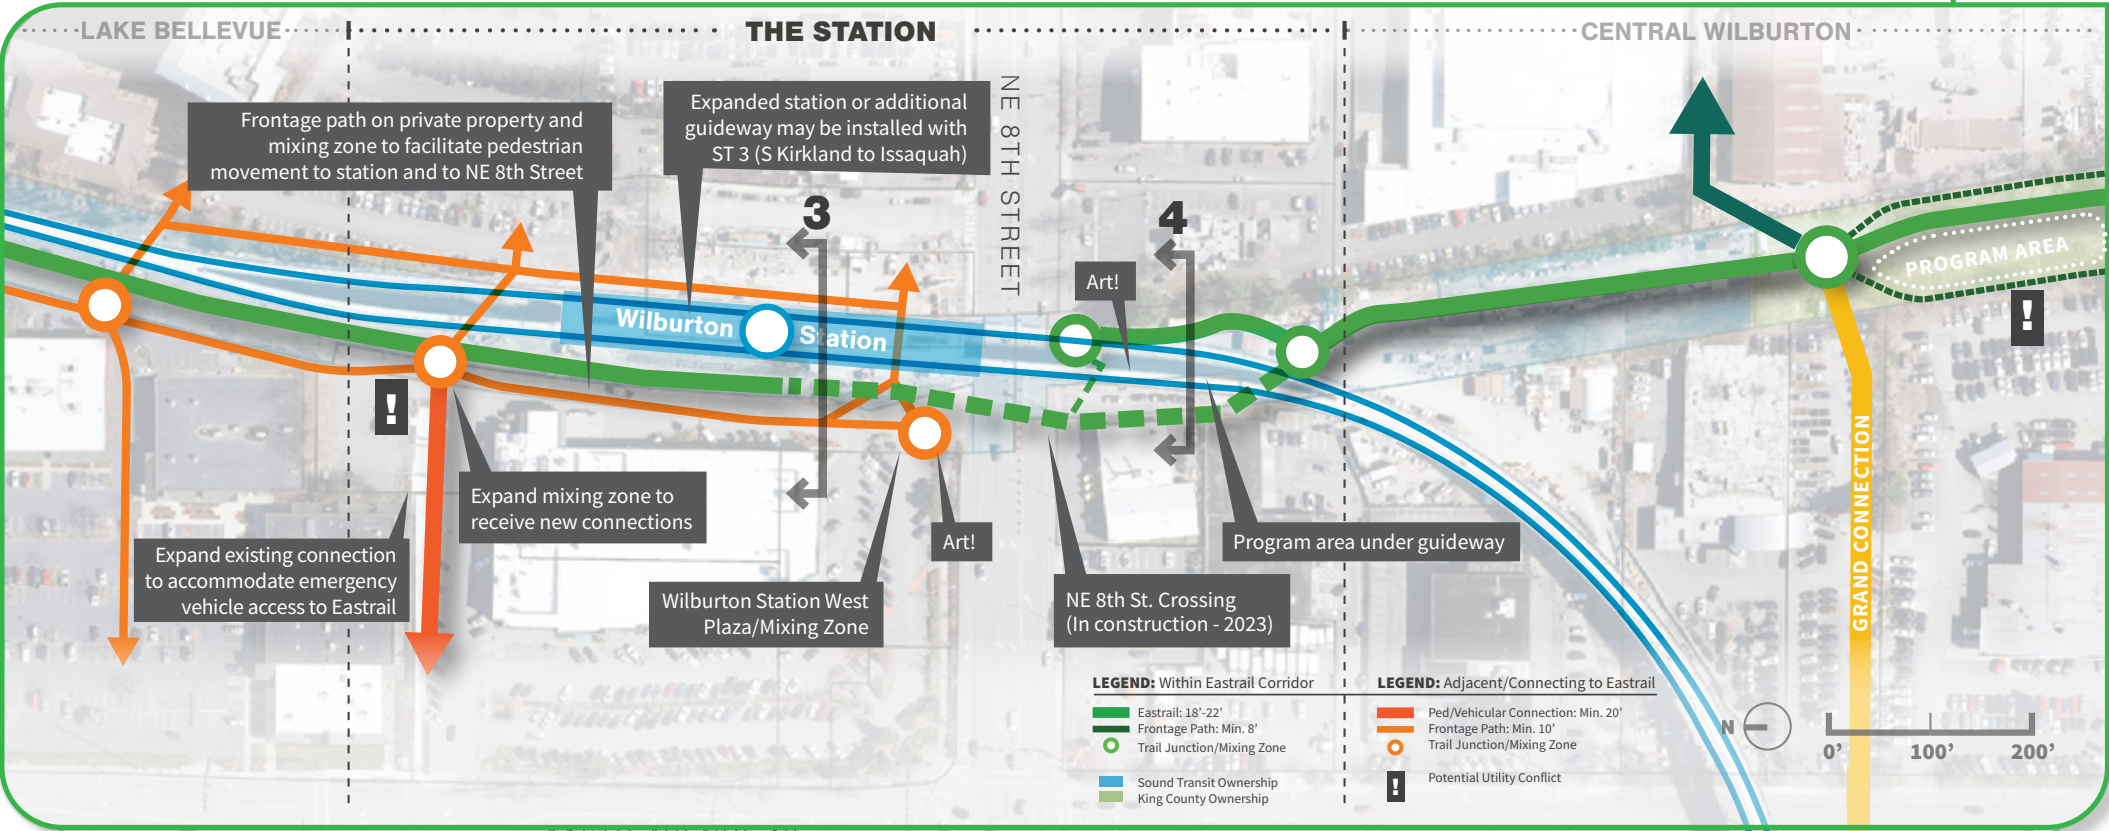 LAKE BELLEVUE
THE STATION
CENTRAL WILBURTON
Frontage path on private property and
mixing zone to facilitate pedestrian
movement to station and to NE 8th Street
Expanded station or additional
guideway may be installed with
ST 3 (S Kirkland to Issaquah)
NE 8TH STREET
3
4
Art!
PROGRAM AREA
!
Wilburton Station
!
Expand mixing zone to
receive new connections
Expand existing connection
to accommodate emergency
vehicle access to Eastrail
Art!
Wilburton Station West
Plaza/Mixing Zone
Program area under guideway
NE 8th St. Crossing
(In construction - 2023)
GRAND CONNECTION
LEGEND: Within Eastrail Corridor
Eastrail: 18'-22'
Frontage Path: Min. 8'
Trail Junction/Mixing Zone
Sound Transit Ownership
King County Ownership
LEGEND: Adjacent/Connecting to Eastrail
Ped/Vehicular Connection: Min. 20'
Frontage Path: Min. 10'
Trail Junction/Mixing Zone
! Potential Utility Conflict
N
0' 100' 200'